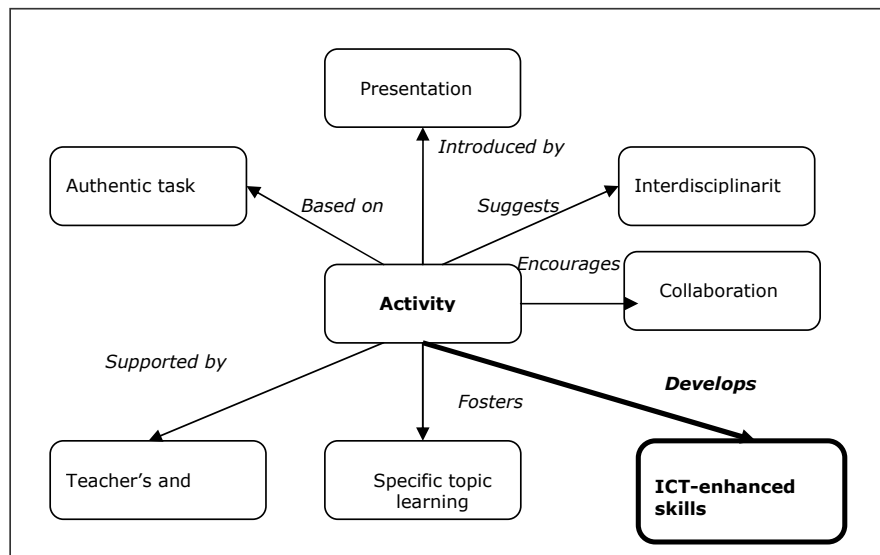 Presentation
Introduced by
Authentic task
Interdisciplinarit
Based on
Suggests
Encourages
Activity
Collaboration
Supported by
Develops
Fosters
Teacher's and
Specific topic
learning
ICT-enhanced
skills